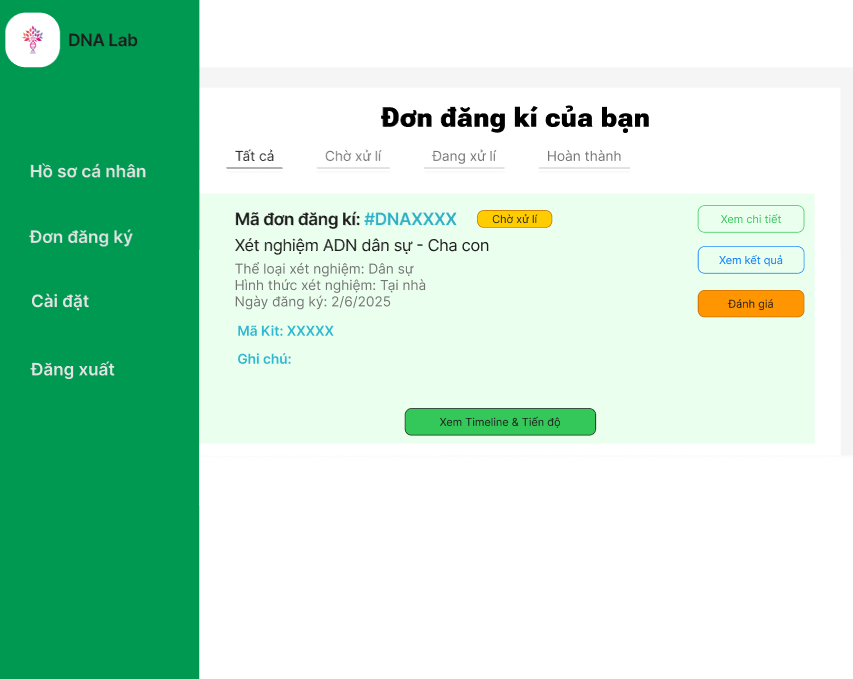 DNA Lab
Hồ sơ cá nhân
Đơn đăng ký
Cài đặt
Đăng xuất
Đơn đăng kí của bạn
Tất cả
Chờ xử lí
Đang xử lí
Hoàn thành
Mã đơn đăng kí: #DNAXXXX
Chờ xử lí
Xét nghiệm ADN dân sự - Cha con
Thể loại xét nghiệm: Dân sự
Hình thức xét nghiệm: Tại nhà
Ngày đăng ký: 2/6/2025
Mã Kit: XXXXX
Ghi chú:
Xem chi tiết
Xem kết quả
Đánh giá
Xem Timeline & Tiến độ